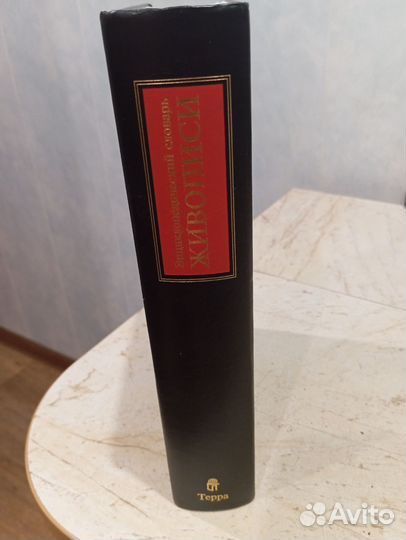 Энциклопедический словарь
ЖИВОПИСИ
Терра
Avito